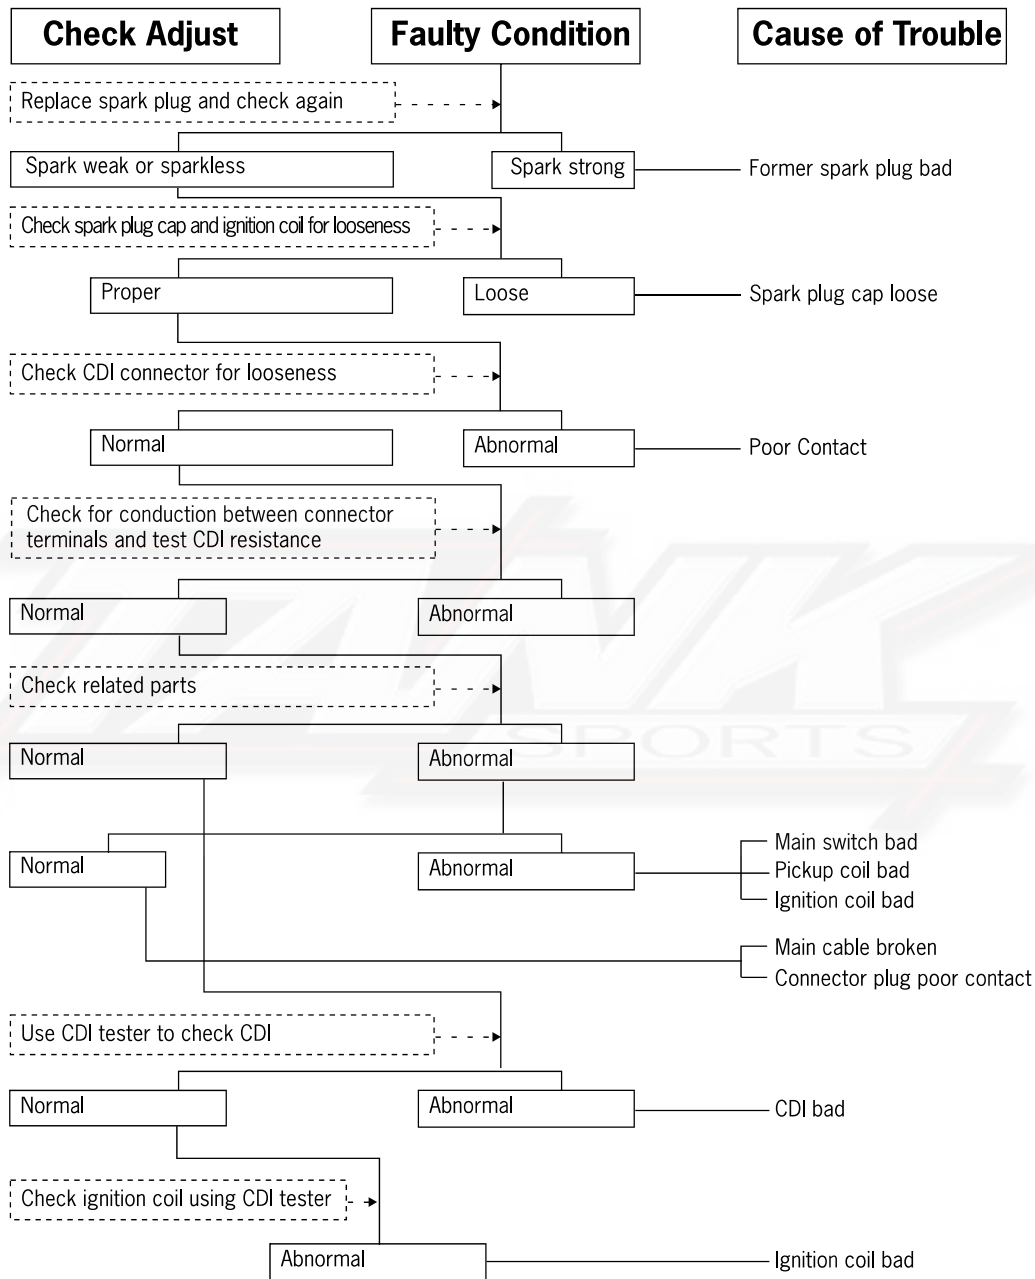 Check Adjust
Faulty Condition
Cause of Trouble
Replace spark plug and check again
Spark weak or sparkless
Spark strong
Former spark plug bad
Check spark plug cap and ignition coil for looseness
Proper
Loose
Spark plug cap loose
Check CDI connector for looseness
Normal
Abnormal
Poor Contact
Check for conduction between connector
terminals and test CDI resistance
Normal
Abnormal
Check related parts
TANK
SPORTS
Normal
Abnormal
Normal
Abnormal
Main switch bad
Pickup coil bad
Ignition coil bad
Main cable broken
Connector plug poor contact
Use CDI tester to check CDI
Normal
Abnormal
CDI bad
Check ignition coil using CDI tester
Abnormal
Ignition coil bad